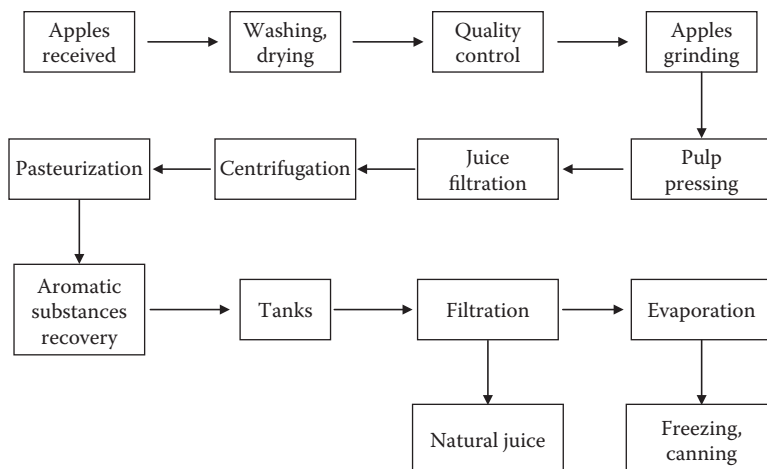 Apples
received
Washing,
drying
Quality
control
Apples
grinding
Pasteurization
Centrifugation
Juice
filtration
Pulp
pressing
Aromatic
substances
recovery
Tanks
Filtration
Evaporation
Natural juice
Freezing,
canning